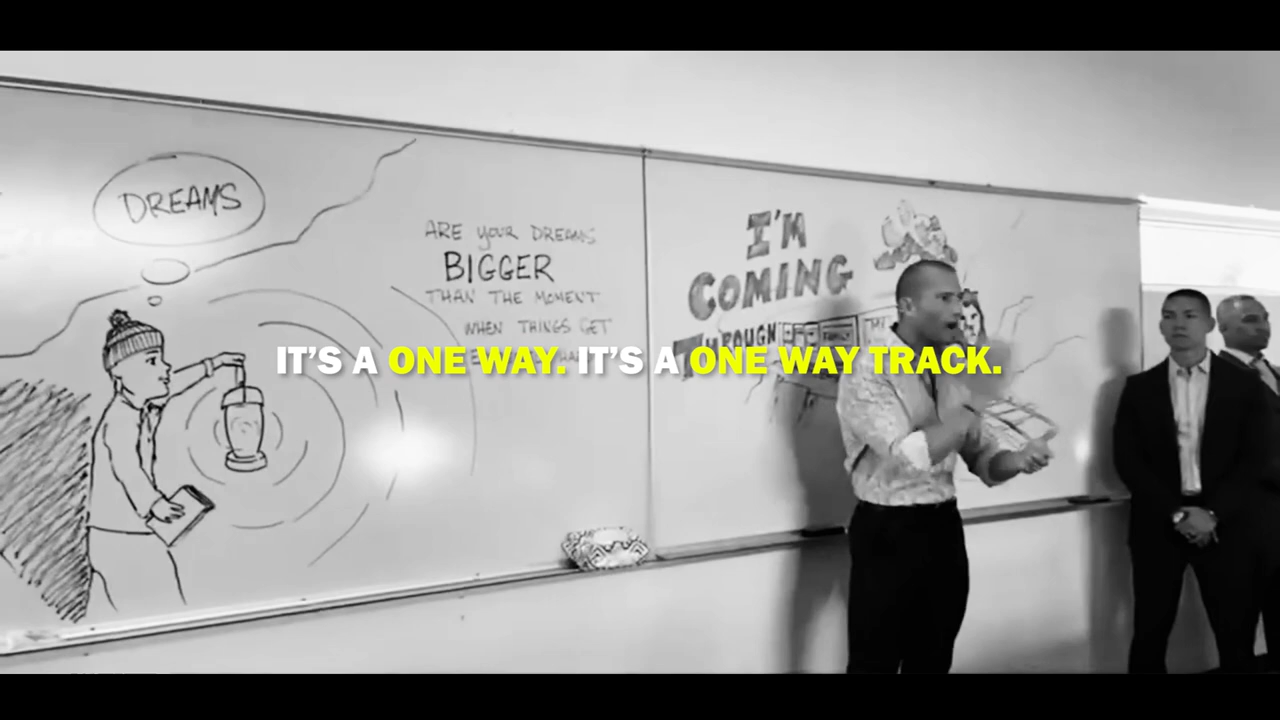 DREAMS
ARE YOUR DREAMS
BIGGER
THAN THE MOMENT
WHEN THINGS GET
I'M
COMING
THROUGH
IT'S A ONE WAY. IT'S A ONE WAY TRACK.